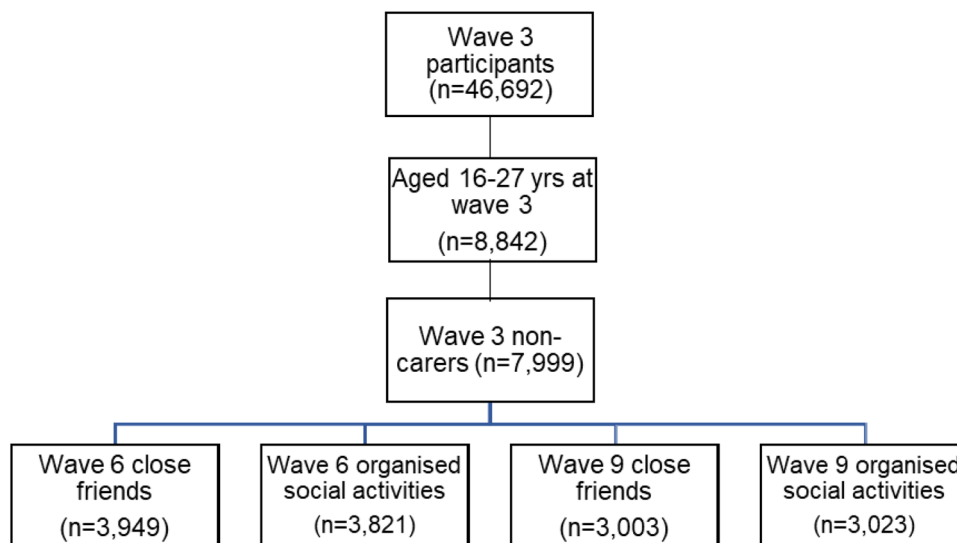 Wave 3
participants
(n=46,692)
Aged 16-27 yrs at
wave 3
(n=8,842)
Wave 3 non-
carers (n=7,999)
Wave 6 close
friends
(n=3,949)
Wave 6 organised
social activities
(n=3,821)
Wave 9 close
friends
(n=3,003)
Wave 9 organised
social activities
(n=3,023)